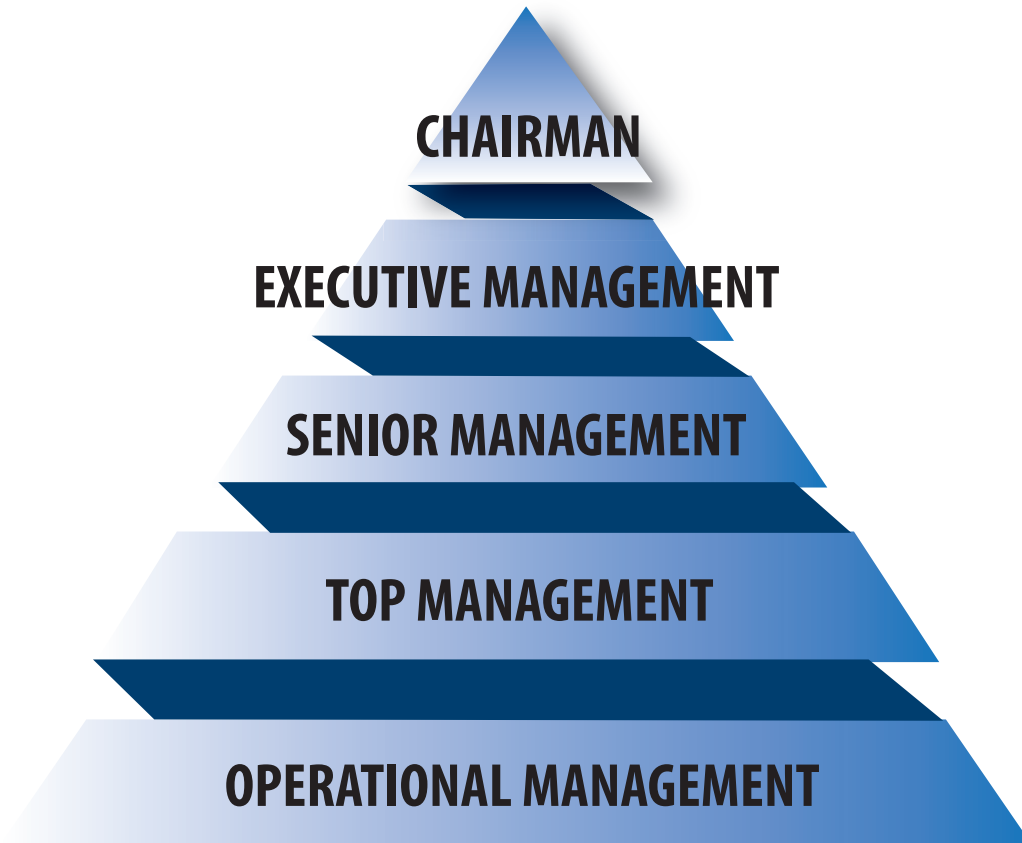 CHAIRMAN
EXECUTIVE MANAGEMENT
SENIOR MANAGEMENT
TOP MANAGEMENT
OPERATIONAL MANAGEMENT